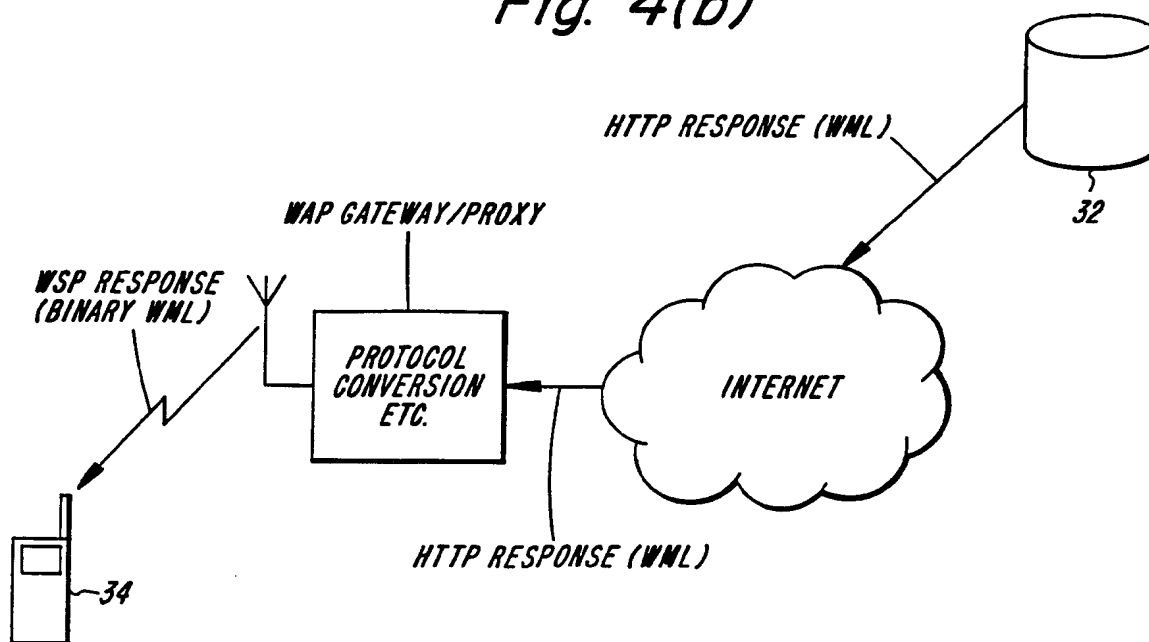 Fig. 4(b)
HTTP RESPONSE (WML)
32
WAP GATEWAY/PROXY
WSP RESPONSE
(BINARY WML)
PROTOCOL
CONVERSION
ETC.
INTERNET
HTTP RESPONSE (WML)
34